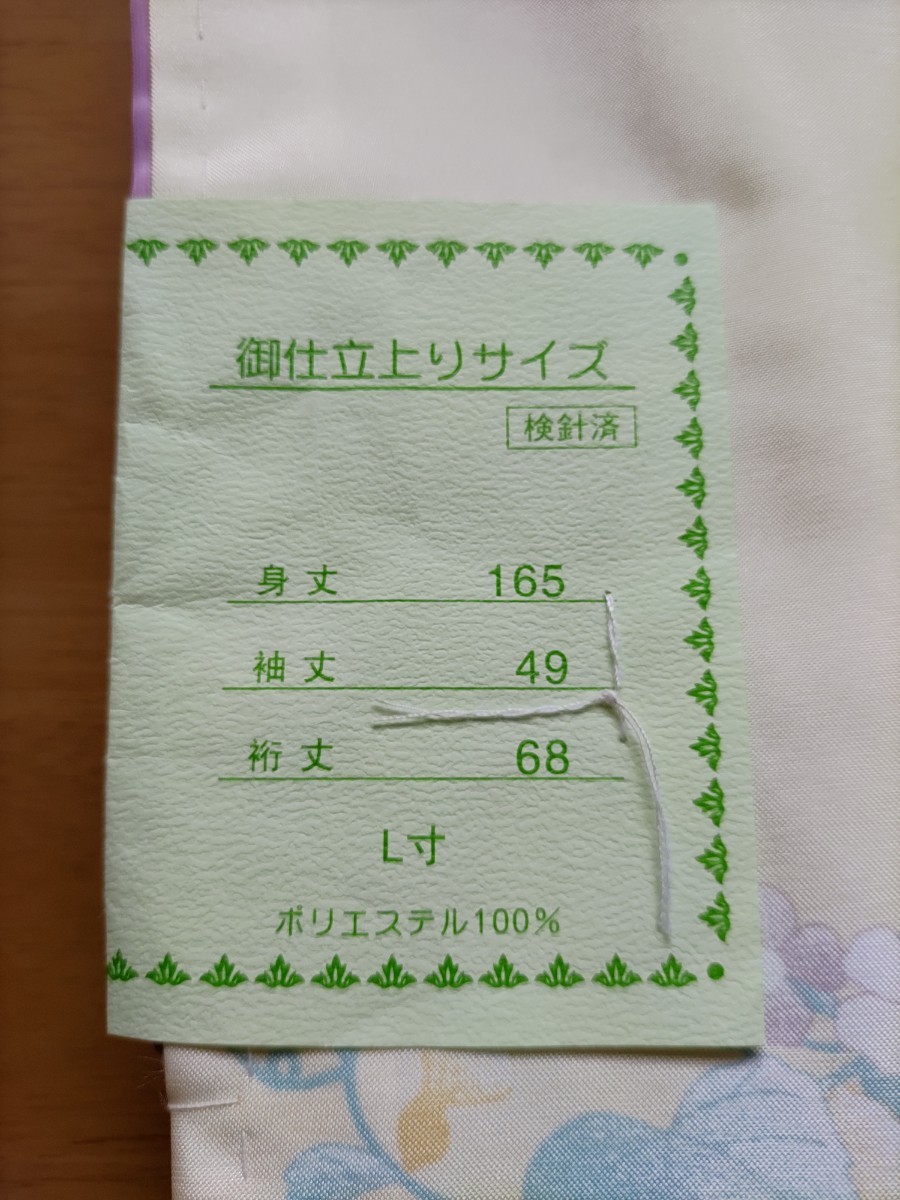 御仕立上りサイズ
検針済
身丈 165
袖丈 49
裄丈 68
L寸
ポリエステル100%